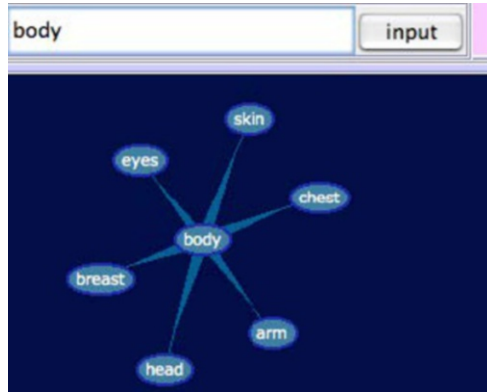 body input
skin
eyes
chest
body
breast
arm
head